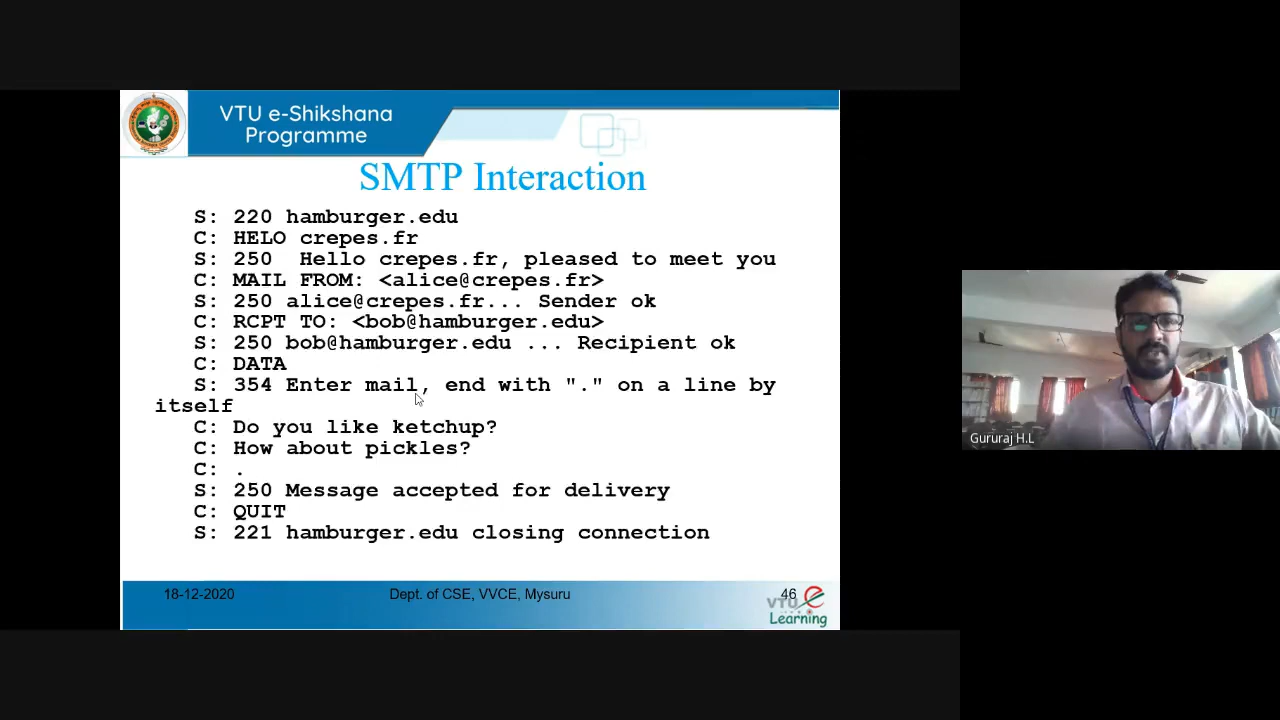 VTU e-Shikshana
Programme
SMTP Interaction
S: 220 hamburger.edu
C: HELO crepes.fr
S: 250  Hello crepes.fr, pleased to meet you
C: MAIL FROM: <alice@crepes.fr>
S: 250 alice@crepes.fr... Sender ok
C: RCPT TO: <bob@hamburger.edu>
S: 250 bob@hamburger.edu ... Recipient ok
C: DATA
S: 354 Enter mail, end with "." on a line by
itself
C: Do you like ketchup?
C: How about pickles?
C: .
S: 250 Message accepted for delivery
C: QUIT
S: 221 hamburger.edu closing connection
18-12-2020 Dept. of CSE, VVCE, Mysuru 46
VTU e
Learning
Gururaj H.L